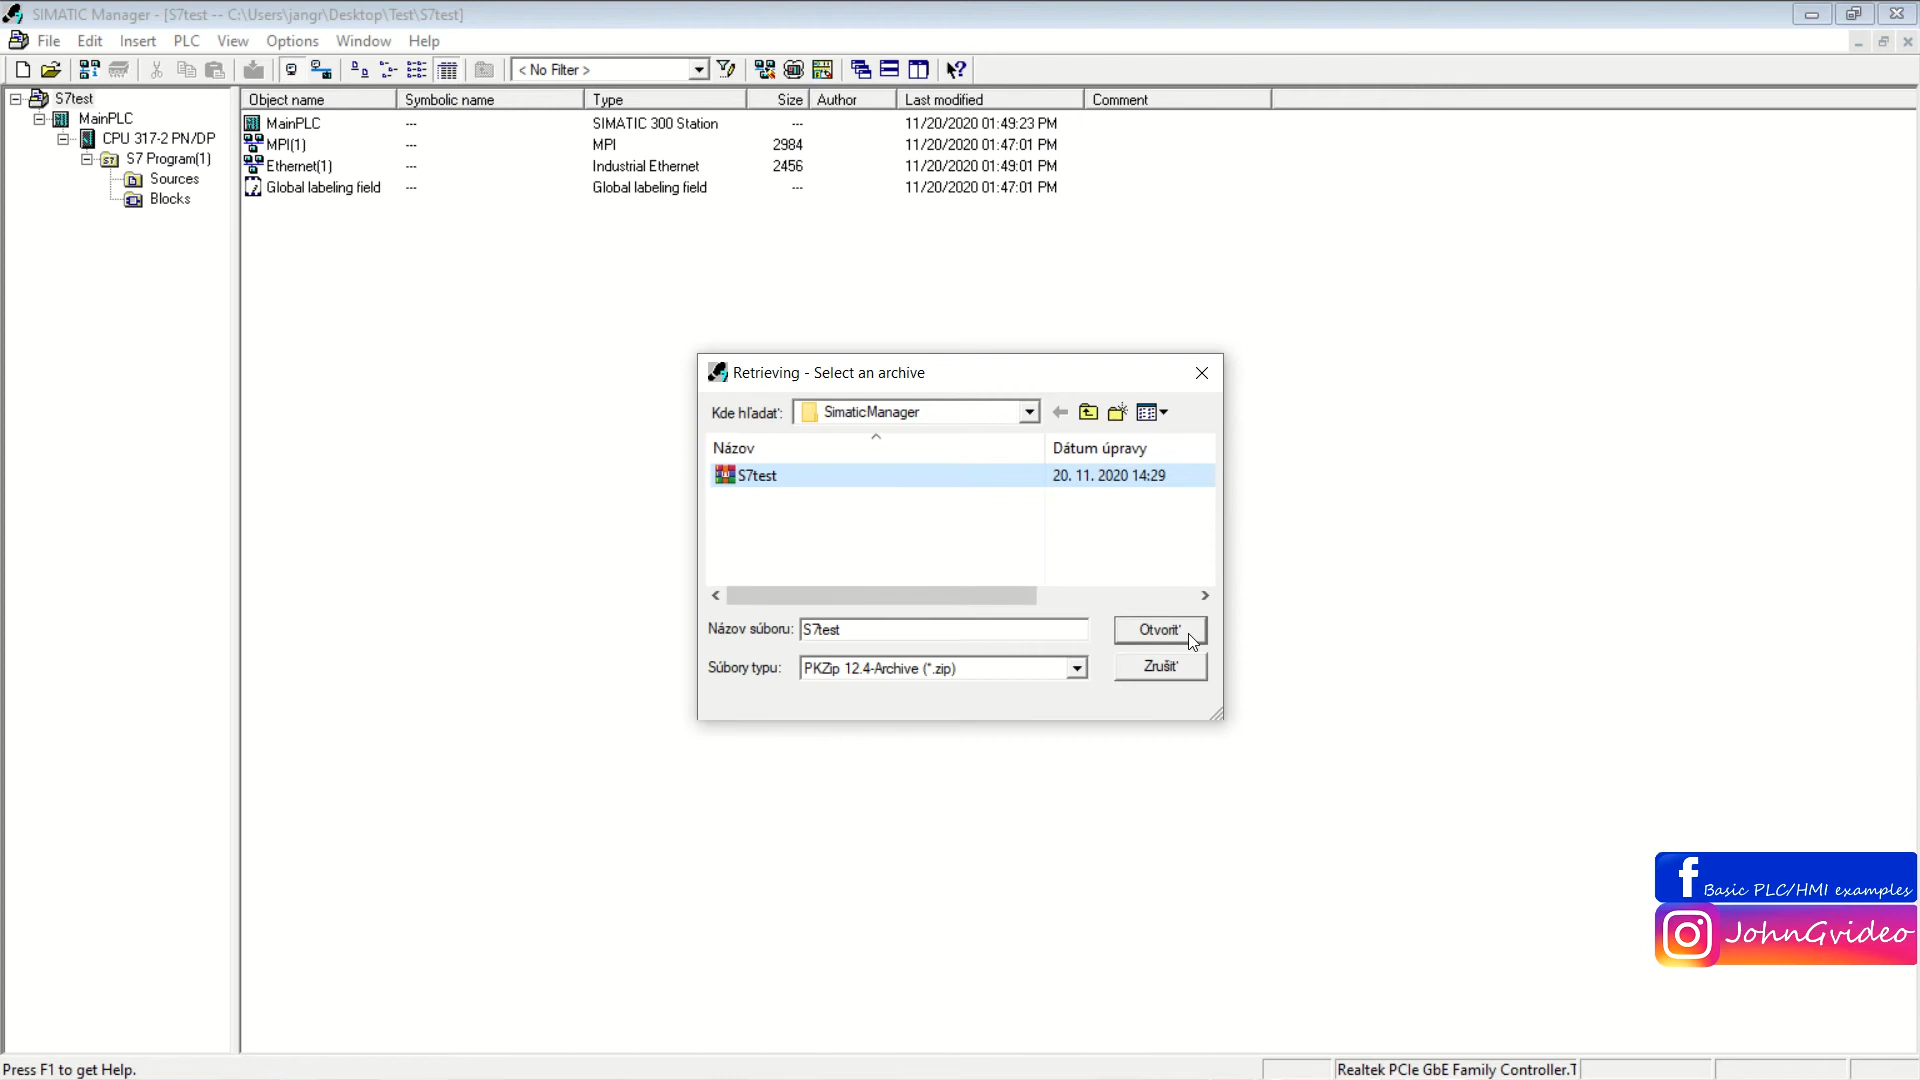 SIMATIC Manager - [S7test -- C:\Users\jangr\Desktop\Test\S7test]
File Edit Insert PLC View Options Window Help
< No Filter >
S7test
MainPLC
CPU 317-2 PN/DP
S7 Program(1)
Sources
Blocks
Object name Symbolic name Type Size Author Last modified Comment
MainPLC --- SIMATIC 300 Station --- 11/20/2020 01:49:23 PM
MPI(1) --- MPI 2984 11/20/2020 01:47:01 PM
Ethernet(1) --- Industrial Ethernet 2456 11/20/2020 01:49:01 PM
Global labeling field --- Global labeling field --- 11/20/2020 01:47:01 PM
Retrieving - Select an archive
Kde hľadať: SimaticManager
Názov Dátum úpravy
S7test 20. 11. 2020 14:29
Názov súboru: S7test Otvoriť
Súbory typu: PKZip 12.4-Archive (*.zip) Zrušiť
Basic PLC/HMI examples
JohnGvideo
Press F1 to get Help. Realtek PCIe GbE Family Controller.T